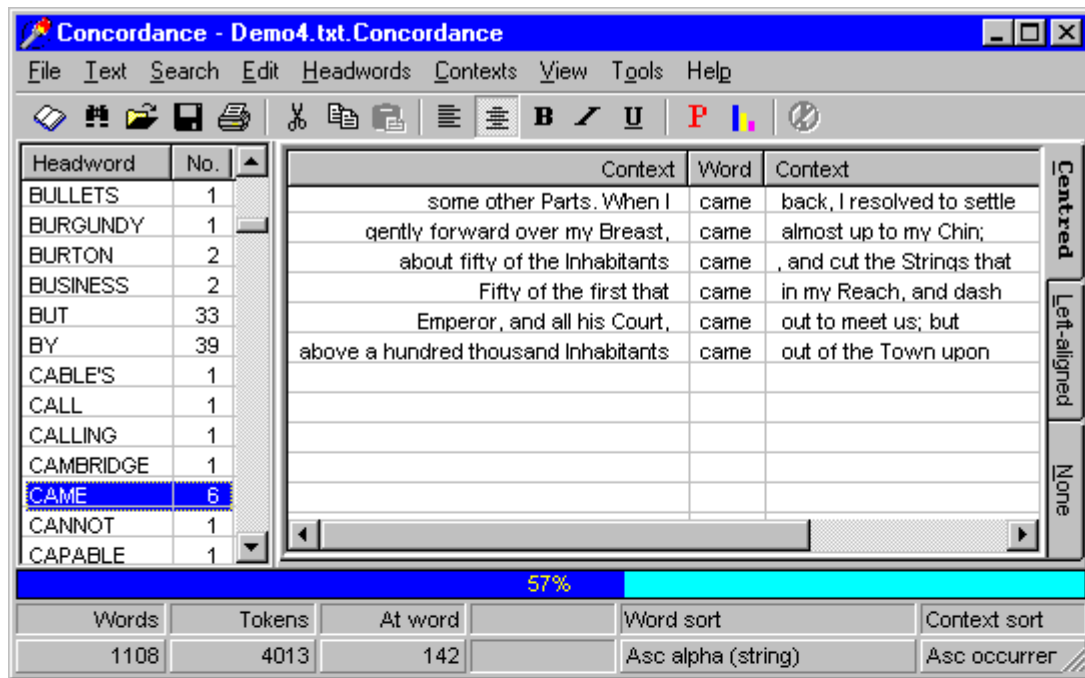 Concordance - Demo4.txt.Concordance
File Text Search Edit Headwords Contexts View Tools Help
B I U P
Headword No.
BULLETS 1
BURGUNDY 1
BURTON 2
BUSINESS 2
BUT 33
BY 39
CABLE'S 1
CALL 1
CALLING 1
CAMBRIDGE 1
CAME 6
CANNOT 1
CAPABLE 1
Context Word Context
some other Parts. When I came back, I resolved to settle
gently forward over my Breast, came almost up to my Chin;
about fifty of the Inhabitants came , and cut the Strings that
Fifty of the first that came in my Reach, and dash
Emperor, and all his Court, came out to meet us; but
above a hundred thousand Inhabitants came out of the Town upon
Centred
Left-aligned
None
57%
Words Tokens At word Word sort Context sort
1108 4013 142 Asc alpha (string) Asc occurrer